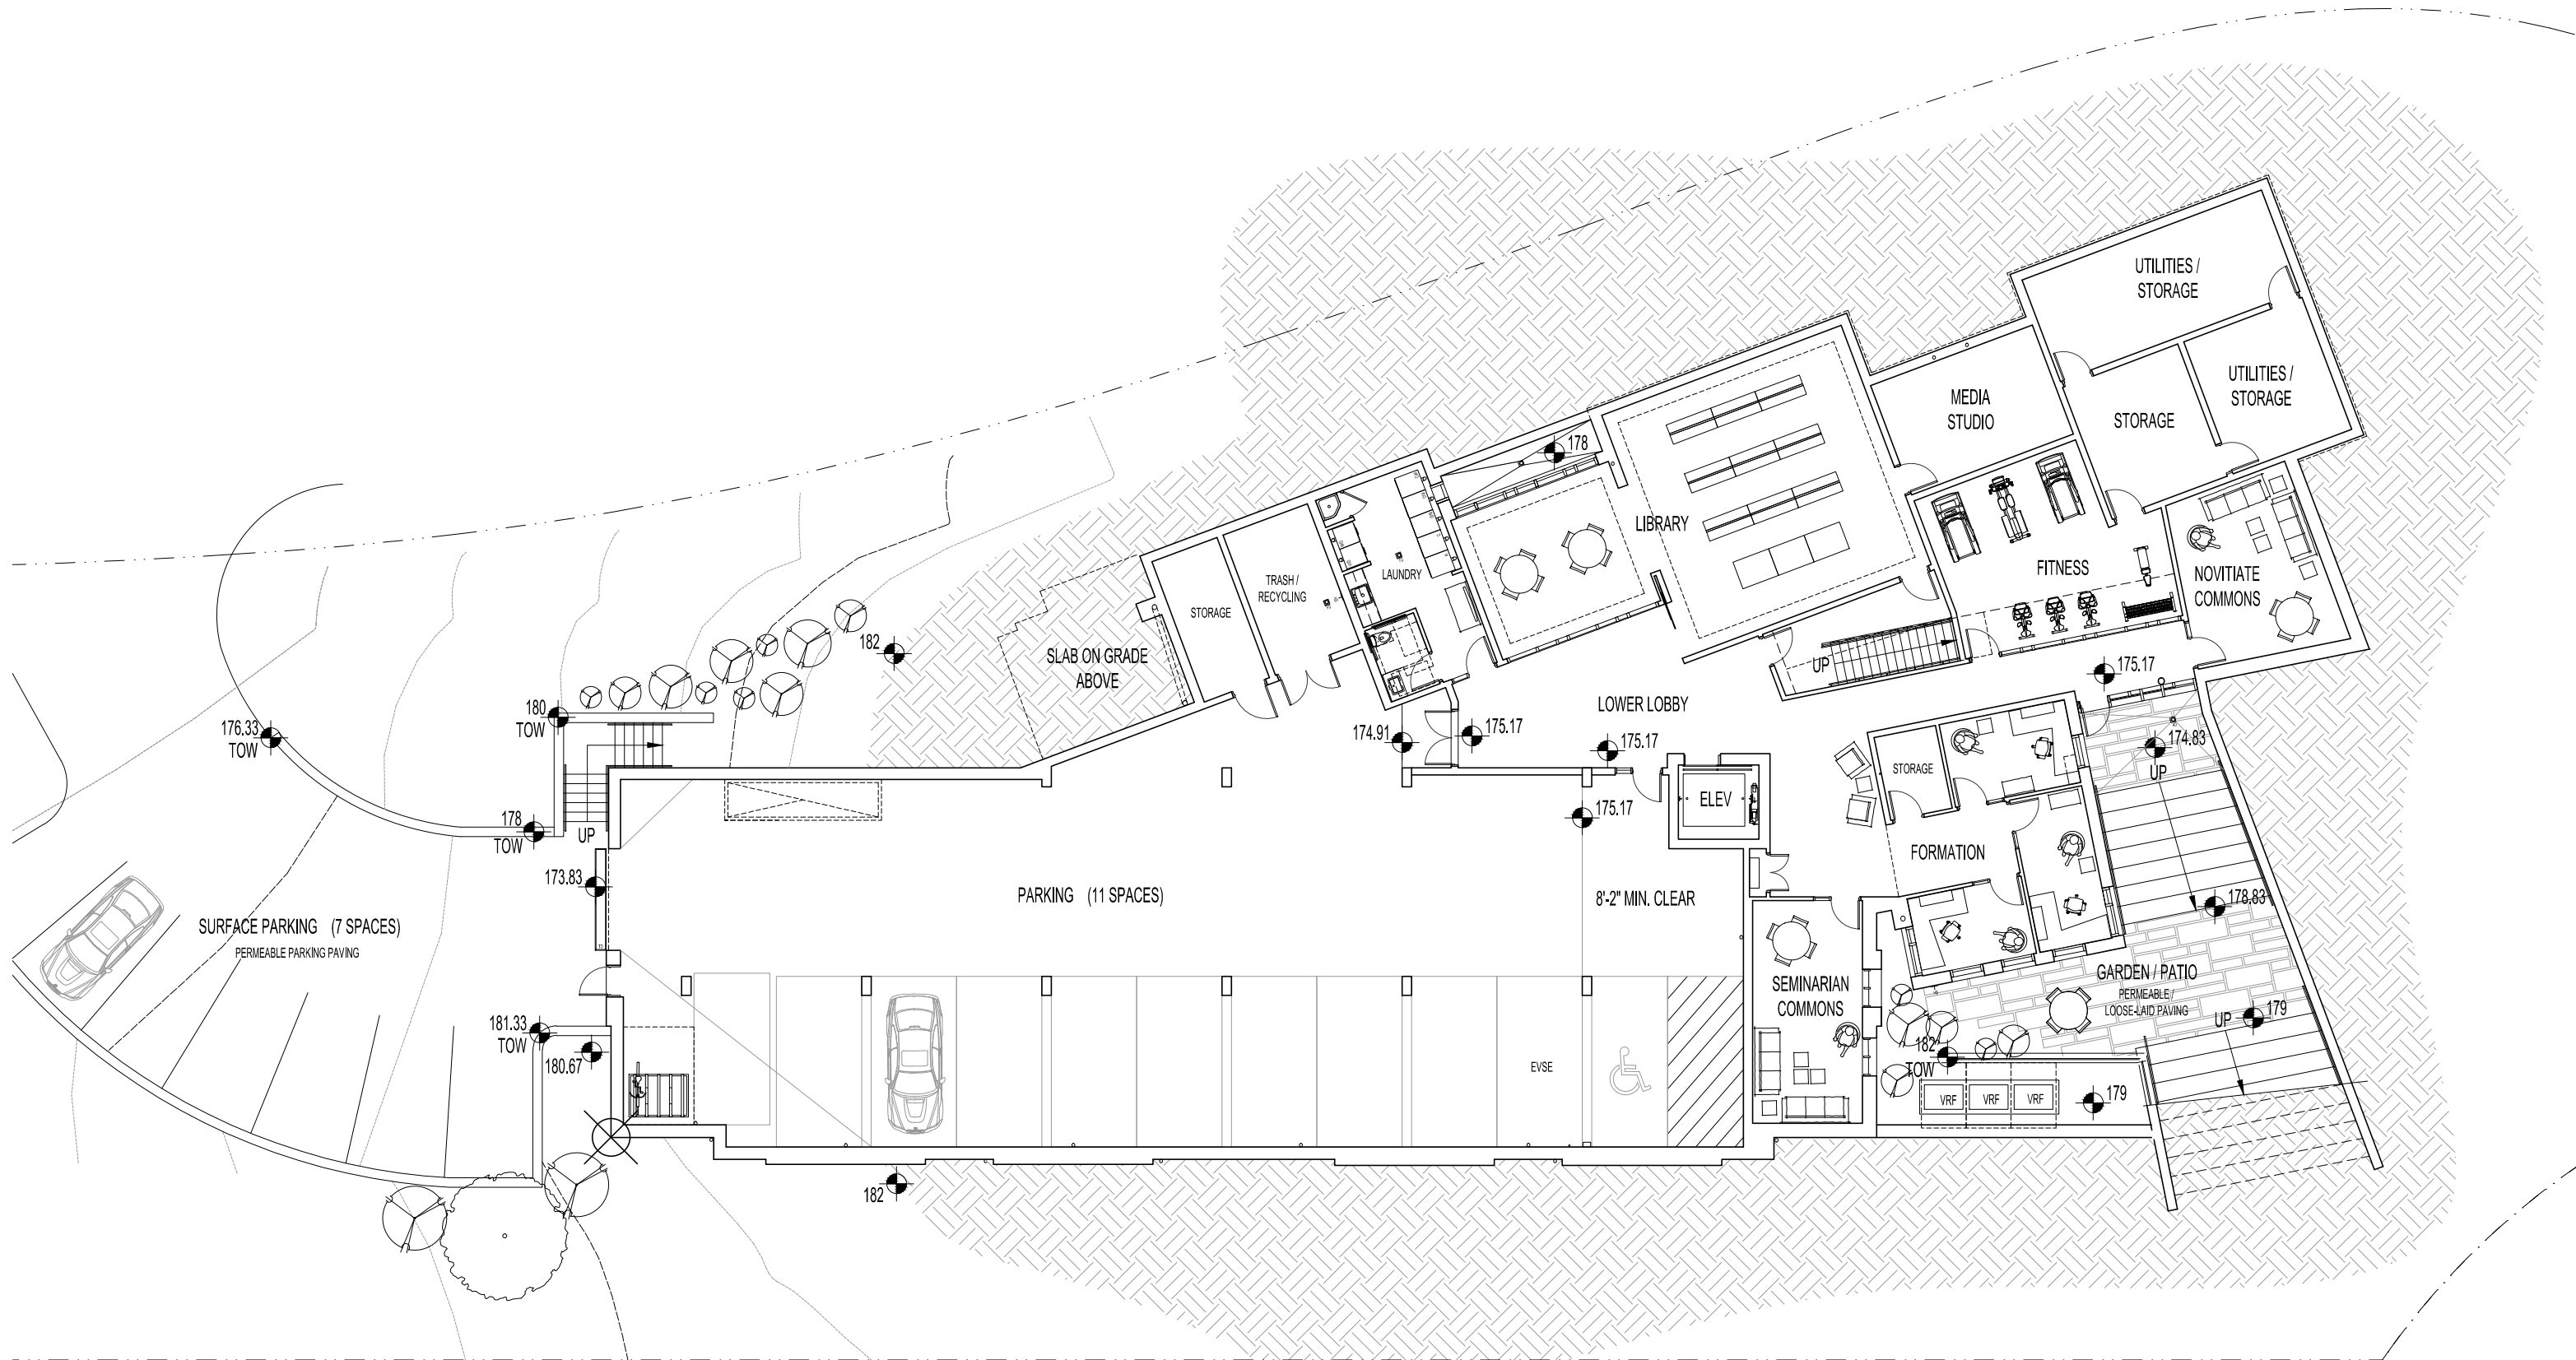 UTILITIES /
STORAGE
UTILITIES /
STORAGE
MEDIA
STUDIO
STORAGE
178
LIBRARY
FITNESS
NOVITIATE
COMMONS
LAUNDRY
TRASH /
RECYCLING
STORAGE
SLAB ON GRADE
ABOVE
182
UP
175.17
LOWER LOBBY
180
TOW
176.33
TOW
174.91
175.17
175.17
174.83
UP
STORAGE
ELEV
175.17
178
TOW
UP
FORMATION
173.83
PARKING (11 SPACES)
8'-2" MIN. CLEAR
178.83
SURFACE PARKING (7 SPACES)
PERMEABLE PARKING PAVING
SEMINARIAN
COMMONS
GARDEN / PATIO
PERMEABLE /
LOOSE-LAID PAVING
UP
179
181.33
TOW
180.67
EVSE
182
TOW
VRF
VRF
VRF
179
182